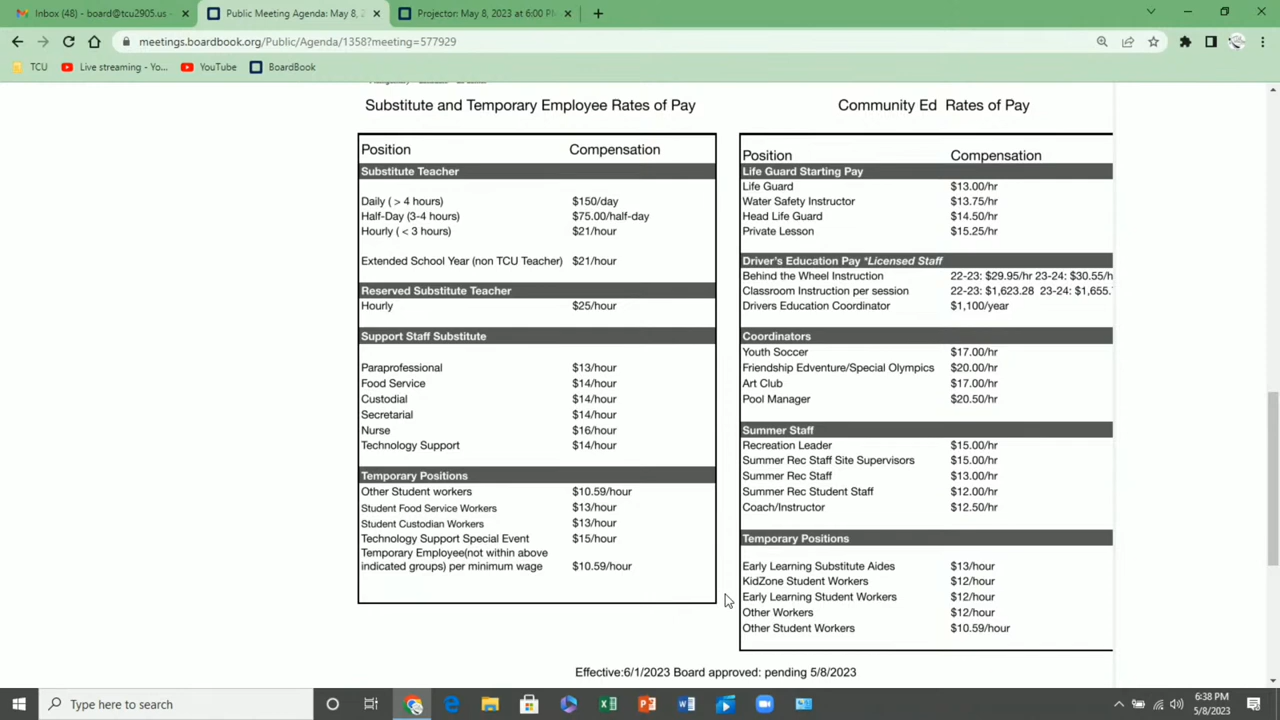 Inbox (48) - board@tcu2905.us -
Public Meeting Agenda: May 8, 2
Projector: May 8, 2023 at 6:00 PM
meetings.boardbook.org/Public/Agenda/1358?meeting=577929
TCU
Live streaming - Yo...
YouTube
BoardBook
Substitute and Temporary Employee Rates of Pay
Position Compensation
Substitute Teacher
Daily ( > 4 hours) $150/day
Half-Day (3-4 hours) $75.00/half-day
Hourly ( < 3 hours) $21/hour
Extended School Year (non TCU Teacher) $21/hour
Reserved Substitute Teacher
Hourly $25/hour
Support Staff Substitute
Paraprofessional $13/hour
Food Service $14/hour
Custodial $14/hour
Secretarial $14/hour
Nurse $16/hour
Technology Support $14/hour
Temporary Positions
Other Student workers $10.59/hour
Student Food Service Workers $13/hour
Student Custodian Workers $13/hour
Technology Support Special Event $15/hour
Temporary Employee(not within above
indicated groups) per minimum wage $10.59/hour
Community Ed Rates of Pay
Position Compensation
Life Guard Starting Pay
Life Guard $13.00/hr
Water Safety Instructor $13.75/hr
Head Life Guard $14.50/hr
Private Lesson $15.25/hr
Driver's Education Pay *Licensed Staff
Behind the Wheel Instruction 22-23: $29.95/hr 23-24: $30.55/h
Classroom Instruction per session 22-23: $1,623.28 23-24: $1,655.
Drivers Education Coordinator $1,100/year
Coordinators
Youth Soccer $17.00/hr
Friendship Edventure/Special Olympics $20.00/hr
Art Club $17.00/hr
Pool Manager $20.50/hr
Summer Staff
Recreation Leader $15.00/hr
Summer Rec Staff Site Supervisors $15.00/hr
Summer Rec Staff $13.00/hr
Summer Rec Student Staff $12.00/hr
Coach/Instructor $12.50/hr
Temporary Positions
Early Learning Substitute Aides $13/hour
KidZone Student Workers $12/hour
Early Learning Student Workers $12/hour
Other Workers $12/hour
Other Student Workers $10.59/hour
Effective:6/1/2023 Board approved: pending 5/8/2023
Type here to search
6:38 PM
5/8/2023